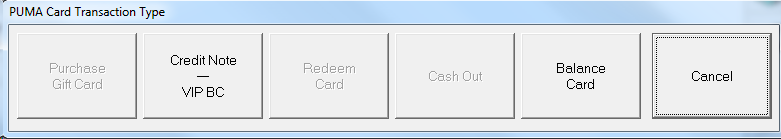 PUMA Card Transaction Type
Purchase
Gift Card
Credit Note
—
VIP BC
Redeem
Card
Cash Out
Balance
Card
Cancel